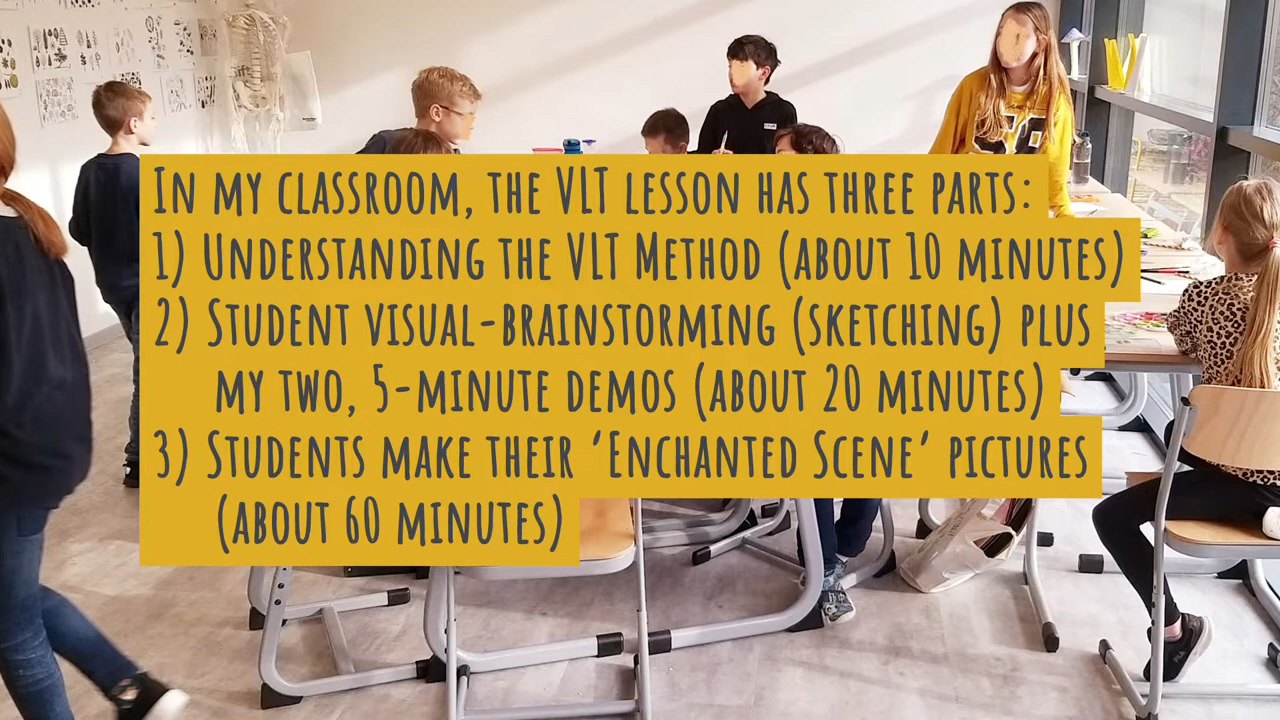 In my classroom, the VLT lesson has three parts:
1) Understanding the VLT Method (about 10 minutes)
2) Student visual-brainstorming (sketching) plus
my two, 5-minute demos (about 20 minutes)
3) Students make their ‘Enchanted Scene’ pictures
(about 60 minutes)